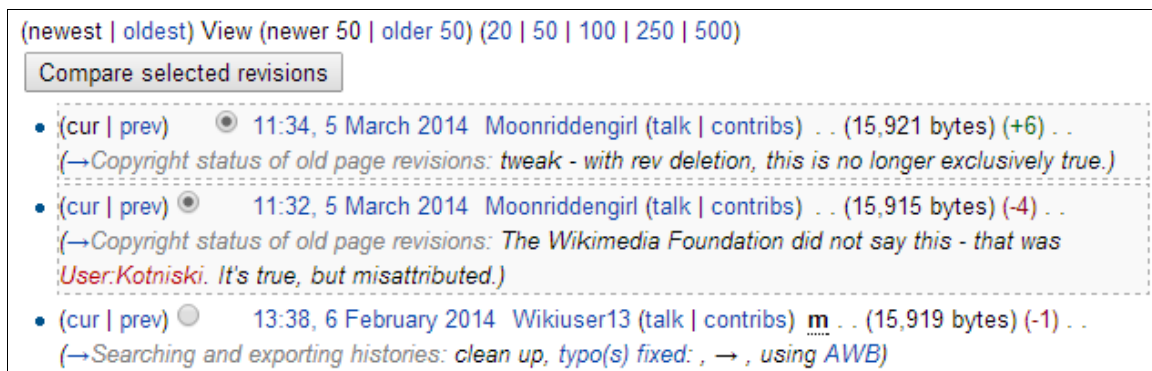 (newest | oldest) View (newer 50 | older 50) (20 | 50 | 100 | 250 | 500)
Compare selected revisions
(cur | prev) 11:34, 5 March 2014 Moonriddengirl (talk | contribs) . . (15,921 bytes) (+6) . .
(→Copyright status of old page revisions: tweak - with rev deletion, this is no longer exclusively true.)
(cur | prev) 11:32, 5 March 2014 Moonriddengirl (talk | contribs) . . (15,915 bytes) (-4) . .
(→Copyright status of old page revisions: The Wikimedia Foundation did not say this - that was
User:Kotniski. It's true, but misattributed.)
(cur | prev) 13:38, 6 February 2014 Wikiuser13 (talk | contribs) m . . (15,919 bytes) (-1) . .
(→Searching and exporting histories: clean up, typo(s) fixed: , → , using AWB)